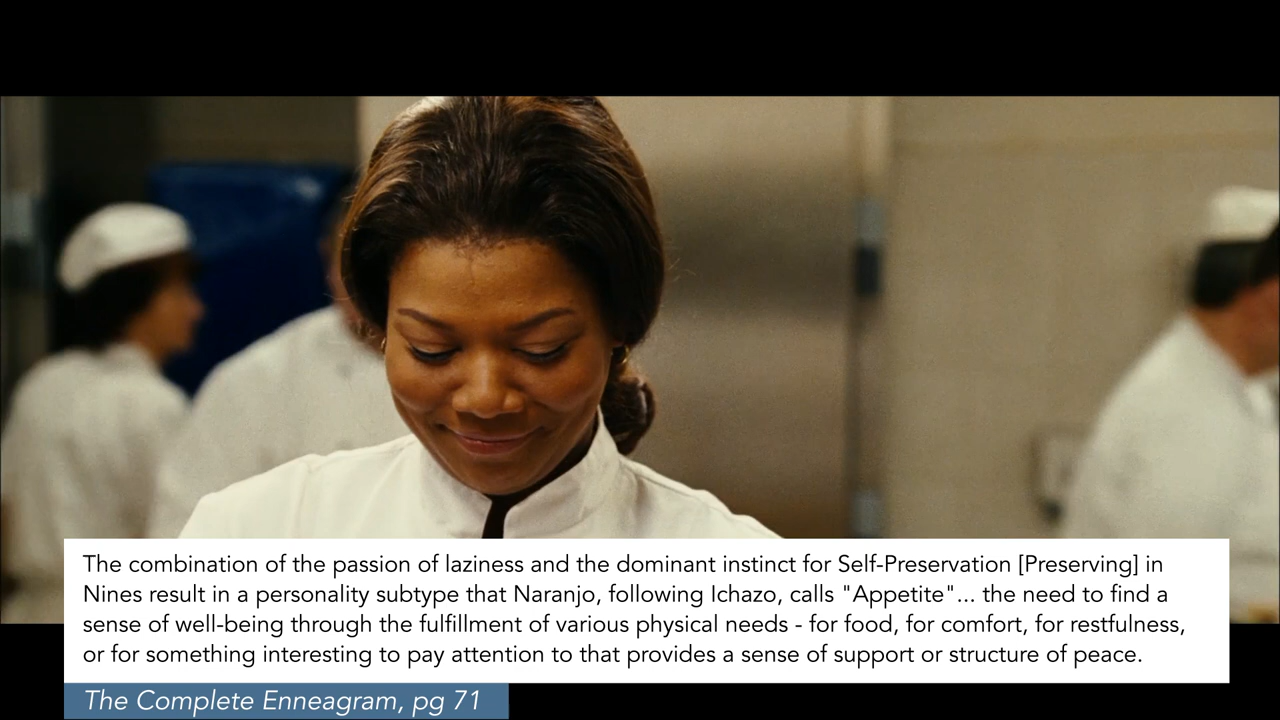 The combination of the passion of laziness and the dominant instinct for Self-Preservation [Preserving] in
Nines result in a personality subtype that Naranjo, following Ichazo, calls "Appetite"... the need to find a
sense of well-being through the fulfillment of various physical needs - for food, for comfort, for restfulness,
or for something interesting to pay attention to that provides a sense of support or structure of peace.
The Complete Enneagram, pg 71